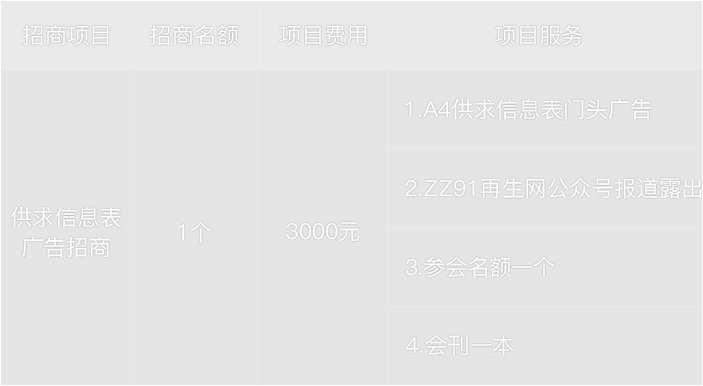 招商项目 招商名额 项目费用 项目服务
1.A4供求信息表门头广告
2.ZZ91再生网公众号报道露出
供求信息表
广告招商
1个
3000元
3.参会名额一个
4.会刊一本